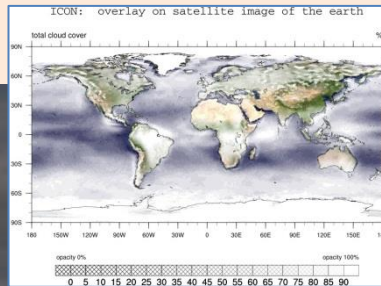 ICON: overlay on satellite image of the earth
total cloud cover %
90N
60N
30N
0
30S
60S
90S
180 150W 120W 90W 60W 30W 0 30E 60E 90E 120E 150E
opacity 0% opacity 100%
0 5 10 15 20 25 30 35 40 45 50 55 60 65 70 75 80 85 90